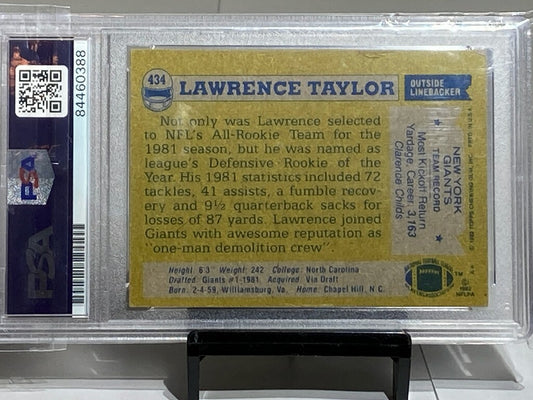 84460388
PSA
434
LAWRENCE TAYLOR
OUTSIDE
LINEBACKER
Not only was Lawrence selected
to NFL's All-Rookie Team for the
1981 season, but he was named as
league's Defensive Rookie of the
Year. His 1981 statistics included 72
tackles, 41 assists, a fumble recov-
ery and 9½ quarterback sacks for
losses of 87 yards. Lawrence joined
Giants with awesome reputation as
"one-man demolition crew".
NEW YORK
GIANTS
TEAM RECORD
Most Kickoff Return
Yardage, Career: 3,163
Clarence Childs
Height: 6'3 Weight: 242 College: North Carolina
Drafted: Giants #1-1981 Acquired: Via Draft
Born: 2-4-59, Williamsburg, Va. Home: Chapel Hill, N.C.
TM
© 1982
NFLPA